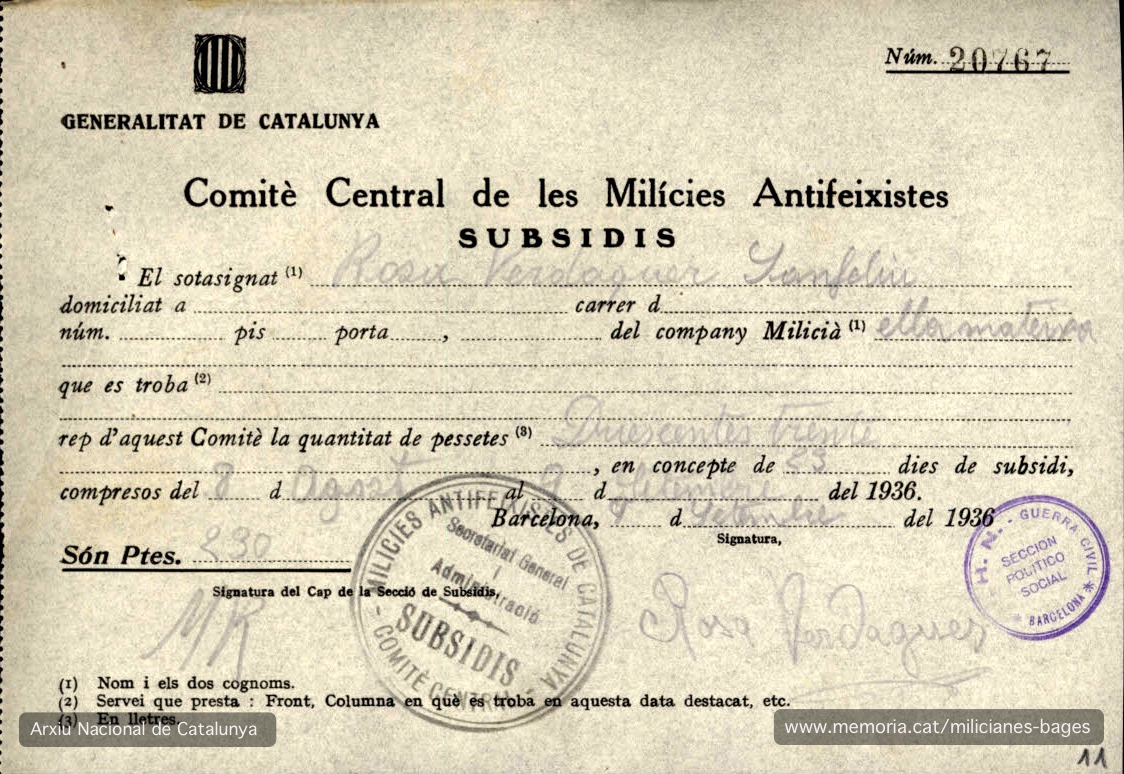 Núm. 20767
GENERALITAT DE CATALUNYA
Comitè Central de les Milícies Antifeixistes
SUBSIDIS
El sotasignat (1) Rosa Verdaguer
domiciliat a carrer d
núm. pis porta , del company Milicià (1) ella mateixa
que es troba (2)
rep d'aquest Comitè la quantitat de pessetes (3) Duescentes trenta
, en concepte de 23 dies de subsidi,
compresos del 8 d Agost al d Setembre del 1936.
Barcelona, d Setembre del 1936
Signatura,
Són Ptes. 230
Signatura del Cap de la Secció de Subsidis,
MILICIES ANTIFEIXISTES DE CATALUNYA
Secretariat General
i
Administració
SUBSIDIS
COMITÈ CENTRAL
Rosa Verdaguer
H. N. - GUERRA CIVIL
SECCION
POLITICO
SOCIAL
* BARCELONA *
(1) Nom i els dos cognoms.
(2) Servei que presta : Front, Columna en què es troba en aquesta data destacat, etc.
(3) En lletres.
Arxiu Nacional de Catalunya
www.memoria.cat/milicianes-bages
11